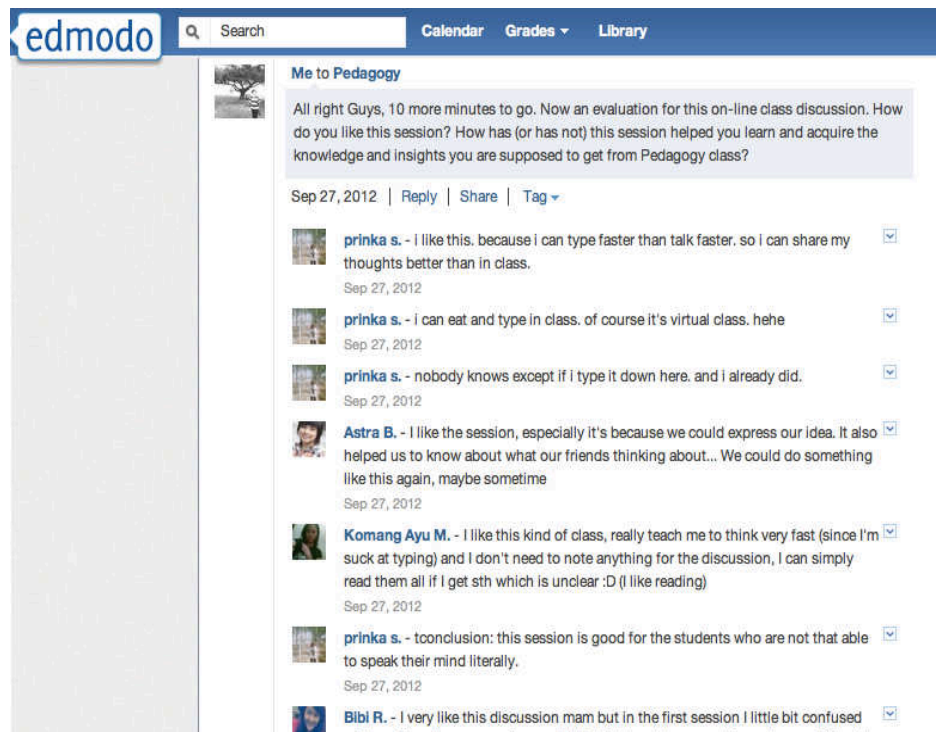 edmodo
Search
Calendar Grades Library
Me to Pedagogy
All right Guys, 10 more minutes to go. Now an evaluation for this on-line class discussion. How
do you like this session? How has (or has not) this session helped you learn and acquire the
knowledge and insights you are supposed to get from Pedagogy class?
Sep 27, 2012 | Reply | Share | Tag
prinka s. - i like this. because i can type faster than talk faster. so i can share my
thoughts better than in class.
Sep 27, 2012
prinka s. - i can eat and type in class. of course it's virtual class. hehe
Sep 27, 2012
prinka s. - nobody knows except if i type it down here. and i already did.
Sep 27, 2012
Astra B. - I like the session, especially it's because we could express our idea. It also
helped us to know about what our friends thinking about... We could do something
like this again, maybe sometime
Sep 27, 2012
Komang Ayu M. - I like this kind of class, really teach me to think very fast (since I'm
suck at typing) and I don't need to note anything for the discussion, I can simply
read them all if I get sth which is unclear :D (I like reading)
Sep 27, 2012
prinka s. - tconclusion: this session is good for the students who are not that able
to speak their mind literally.
Sep 27, 2012
Bibi R. - I very like this discussion mam but in the first session I little bit confused